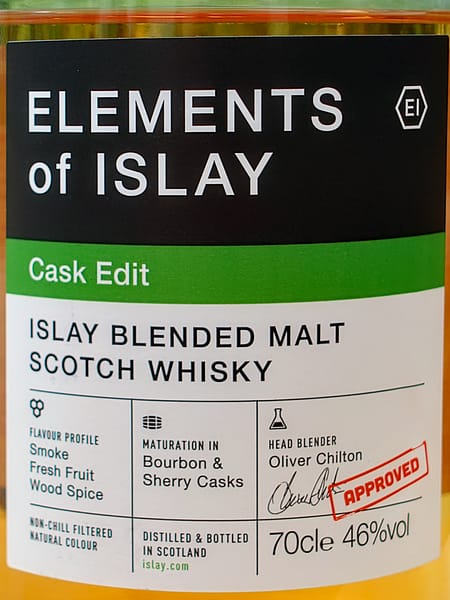 ELEMENTS
of ISLAY
EI
Cask Edit
ISLAY BLENDED MALT
SCOTCH WHISKY
FLAVOUR PROFILE
Smoke
Fresh Fruit
Wood Spice
MATURATION IN
Bourbon &
Sherry Casks
HEAD BLENDER
Oliver Chilton
APPROVED
NON-CHILL FILTERED
NATURAL COLOUR
DISTILLED & BOTTLED
IN SCOTLAND
islay.com
70cle 46%vol